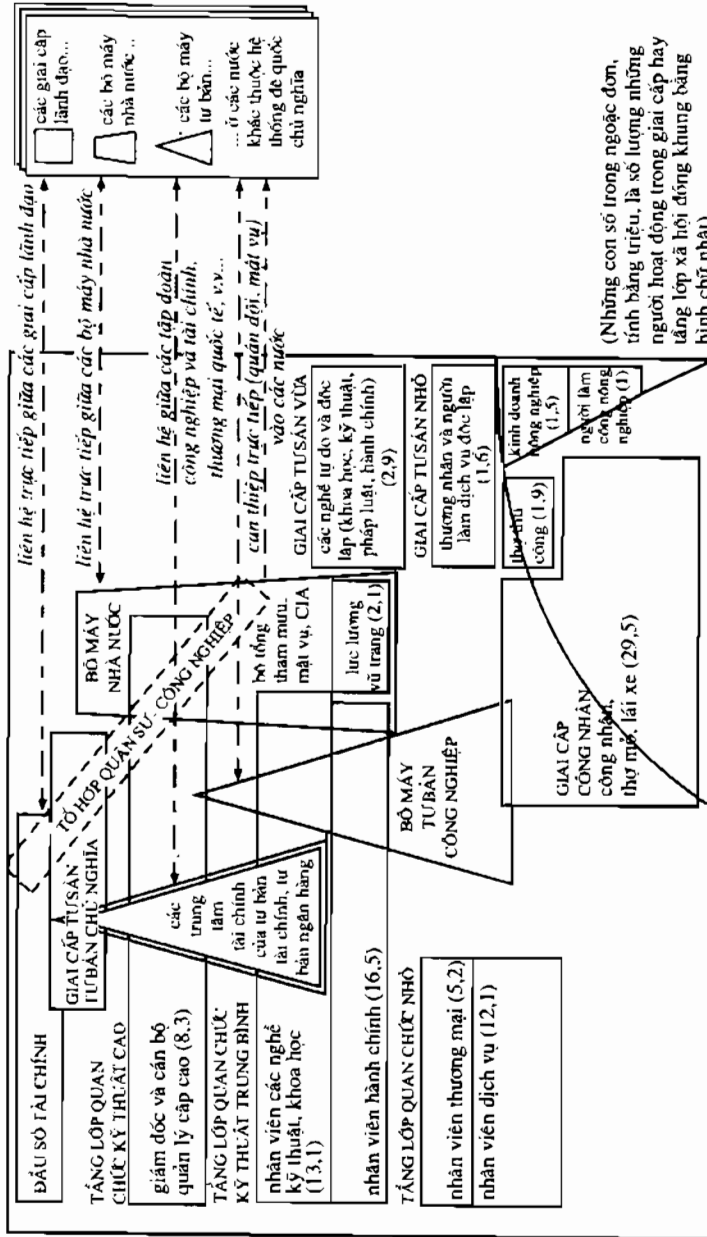 ĐẦU SỎ TÀI CHÍNH
GIAI CẤP TƯ SẢN
TƯ BẢN CHỦ NGHĨA
TỔ HỢP QUÂN SỰ, CÔNG NGHIỆP
TẦNG LỚP QUAN
CHỨC KỸ THUẬT CAO
giám đốc và cán bộ
quản lý cấp cao (8,3)
TẦNG LỚP QUAN CHỨC
KỸ THUẬT TRUNG BÌNH
nhân viên các nghề
kỹ thuật, khoa học
(13,1)
nhân viên hành chính (16,5)
TẦNG LỚP QUAN CHỨC NHỎ
nhân viên thương mại (5,2)
nhân viên dịch vụ (12,1)
các
trung
tâm
tài chính
của tư bản
tài chính, tư
bản ngân hàng
BỘ MÁY
TƯ BẢN
CÔNG NGHIỆP
BỘ MÁY
NHÀ NƯỚC
bộ tổng
tham mưu,
mật vụ, CIA
lực lượng
vũ trang (2,1)
GIAI CẤP
CÔNG NHÂN
công nhân,
thợ mỏ, lái xe (29,5)
GIAI CẤP TƯ SẢN VỪA
các nghề tự do và độc
lập (khoa học, kỹ thuật,
pháp luật, hành chính)
(2,9)
GIAI CẤP TƯ SẢN NHỎ
thương nhân và người
làm dịch vụ độc lập
(1,6)
thợ thủ
công (1,9)
kinh doanh
nông nghiệp
(1,5)
người làm
công nông
nghiệp (1)
liên hệ trực tiếp giữa các giai cấp lãnh đạo
liên hệ trực tiếp giữa các bộ máy nhà nước
liên hệ giữa các tập đoàn
công nghiệp và tài chính,
thương mại quốc tế, v.v...
can thiệp trực tiếp (quân đội, mật vụ)
vào các nước
các giai cấp
lãnh đạo...
các bộ máy
nhà nước...
các bộ máy
tư bản...
... ở các nước
khác thuộc hệ
thống đế quốc
chủ nghĩa
(Những con số trong ngoặc đơn,
tính bằng triệu, là số lượng những
người hoạt động trong giai cấp hay
tầng lớp xã hội đóng khung bằng
hình chữ nhật)